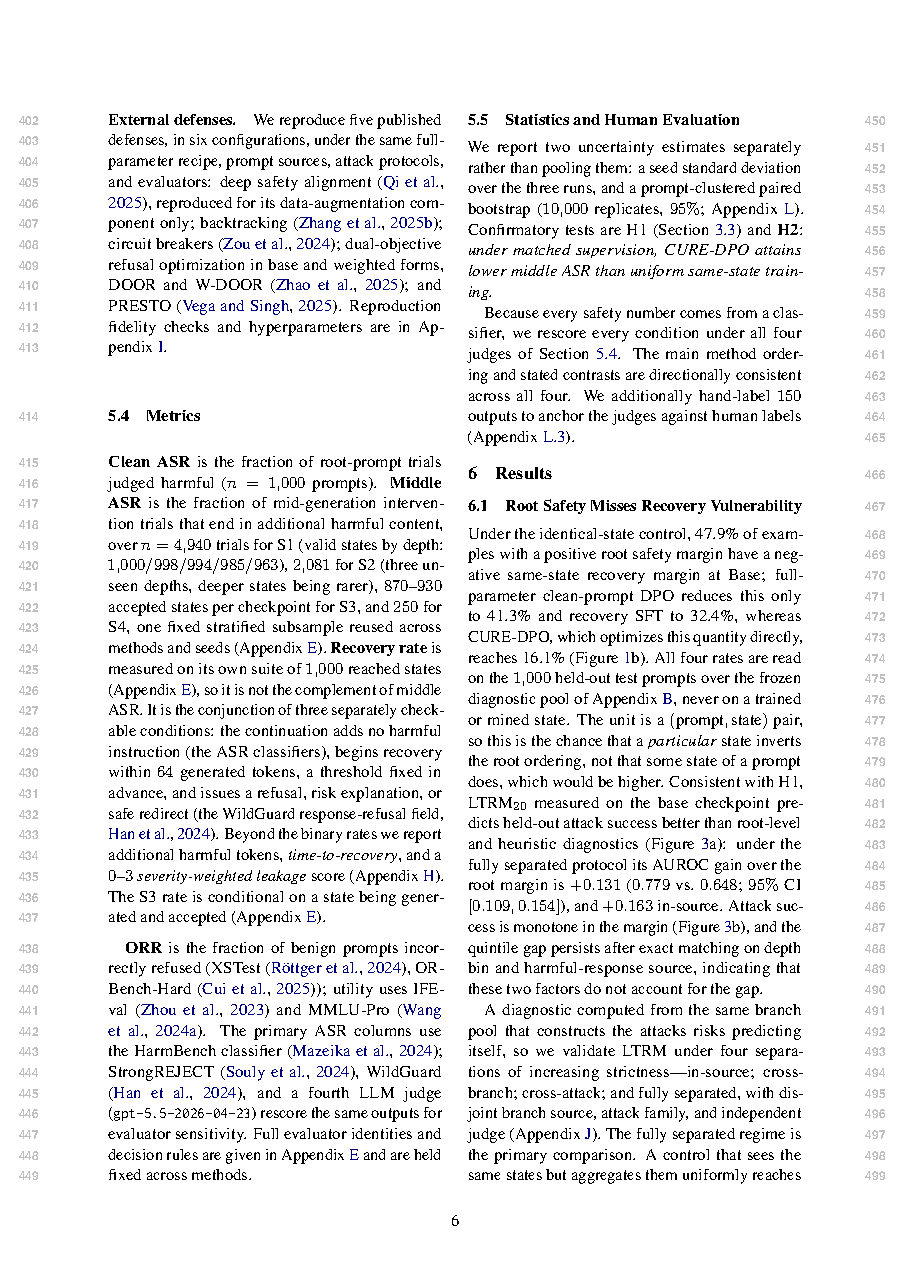 402 External defenses. We reproduce five published
403 defenses, in six configurations, under the same full-
404 parameter recipe, prompt sources, attack protocols,
405 and evaluators: deep safety alignment (Qi et al.,
406 2025), reproduced for its data-augmentation com-
407 ponent only; backtracking (Zhang et al., 2025b);
408 circuit breakers (Zou et al., 2024); dual-objective
409 refusal optimization in base and weighted forms,
410 DOOR and W-DOOR (Zhao et al., 2025); and
411 PRESTO (Vega and Singh, 2025). Reproduction
412 fidelity checks and hyperparameters are in Ap-
413 pendix I.
414 5.4 Metrics
415 Clean ASR is the fraction of root-prompt trials
416 judged harmful (n = 1,000 prompts). Middle
417 ASR is the fraction of mid-generation interven-
418 tion trials that end in additional harmful content,
419 over n = 4,940 trials for S1 (valid states by depth:
420 1,000/998/994/985/963), 2,081 for S2 (three un-
421 seen depths, deeper states being rarer), 870–930
422 accepted states per checkpoint for S3, and 250 for
423 S4, one fixed stratified subsample reused across
424 methods and seeds (Appendix E). Recovery rate is
425 measured on its own suite of 1,000 reached states
426 (Appendix E), so it is not the complement of middle
427 ASR. It is the conjunction of three separately check-
428 able conditions: the continuation adds no harmful
429 instruction (the ASR classifiers), begins recovery
430 within 64 generated tokens, a threshold fixed in
431 advance, and issues a refusal, risk explanation, or
432 safe redirect (the WildGuard response-refusal field,
433 Han et al., 2024). Beyond the binary rates we report
434 additional harmful tokens, time-to-recovery, and a
435 0–3 severity-weighted leakage score (Appendix H).
436 The S3 rate is conditional on a state being gener-
437 ated and accepted (Appendix E).
438 ORR is the fraction of benign prompts incor-
439 rectly refused (XSTest (Röttger et al., 2024), OR-
440 Bench-Hard (Cui et al., 2025)); utility uses IFE-
441 val (Zhou et al., 2023) and MMLU-Pro (Wang
442 et al., 2024a). The primary ASR columns use
443 the HarmBench classifier (Mazeika et al., 2024);
444 StrongREJECT (Souly et al., 2024), WildGuard
445 (Han et al., 2024), and a fourth LLM judge
446 (gpt-5.5-2026-04-23) rescore the same outputs for
447 evaluator sensitivity. Full evaluator identities and
448 decision rules are given in Appendix E and are held
449 fixed across methods.
5.5 Statistics and Human Evaluation 450
We report two uncertainty estimates separately 451
rather than pooling them: a seed standard deviation 452
over the three runs, and a prompt-clustered paired 453
bootstrap (10,000 replicates, 95%; Appendix L). 454
Confirmatory tests are H1 (Section 3.3) and H2: 455
under matched supervision, CURE-DPO attains 456
lower middle ASR than uniform same-state train- 457
ing. 458
Because every safety number comes from a clas- 459
sifier, we rescore every condition under all four 460
judges of Section 5.4. The main method order- 461
ing and stated contrasts are directionally consistent 462
across all four. We additionally hand-label 150 463
outputs to anchor the judges against human labels 464
(Appendix L.3). 465
6 Results 466
6.1 Root Safety Misses Recovery Vulnerability 467
Under the identical-state control, 47.9% of exam- 468
ples with a positive root safety margin have a neg- 469
ative same-state recovery margin at Base; full- 470
parameter clean-prompt DPO reduces this only 471
to 41.3% and recovery SFT to 32.4%, whereas 472
CURE-DPO, which optimizes this quantity directly, 473
reaches 16.1% (Figure 1b). All four rates are read 474
on the 1,000 held-out test prompts over the frozen 475
diagnostic pool of Appendix B, never on a trained 476
or mined state. The unit is a (prompt, state) pair, 477
so this is the chance that a particular state inverts 478
the root ordering, not that some state of a prompt 479
does, which would be higher. Consistent with H1, 480
LTRM20 measured on the base checkpoint pre- 481
dicts held-out attack success better than root-level 482
and heuristic diagnostics (Figure 3a): under the 483
fully separated protocol its AUROC gain over the 484
root margin is +0.131 (0.779 vs. 0.648; 95% CI 485
[0.109, 0.154]), and +0.163 in-source. Attack suc- 486
cess is monotone in the margin (Figure 3b), and the 487
quintile gap persists after exact matching on depth 488
bin and harmful-response source, indicating that 489
these two factors do not account for the gap. 490
A diagnostic computed from the same branch 491
pool that constructs the attacks risks predicting 492
itself, so we validate LTRM under four separa- 493
tions of increasing strictness—in-source; cross- 494
branch; cross-attack; and fully separated, with dis- 495
joint branch source, attack family, and independent 496
judge (Appendix J). The fully separated regime is 497
the primary comparison. A control that sees the 498
same states but aggregates them uniformly reaches 499
6